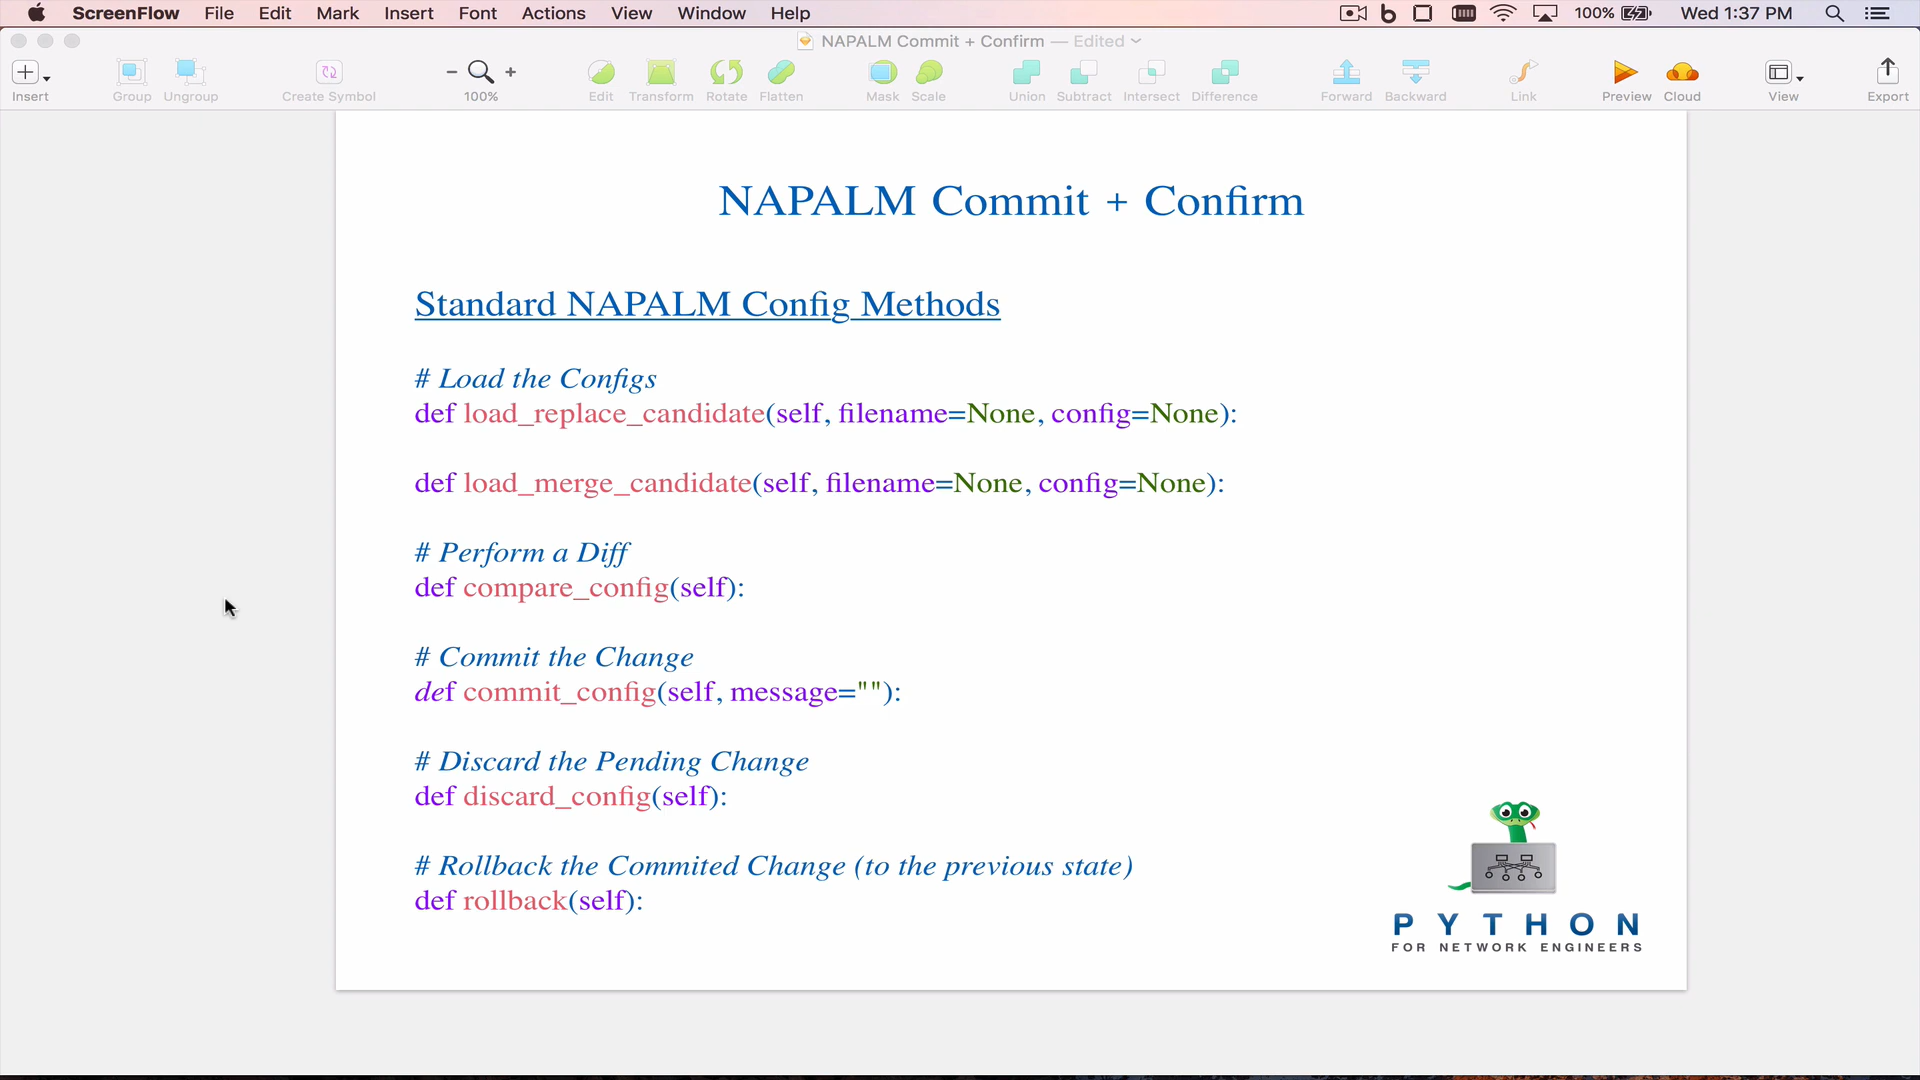 ScreenFlow File Edit Mark Insert Font Actions View Window Help 100% Wed 1:37 PM
NAPALM Commit + Confirm — Edited
Insert Group Ungroup Create Symbol 100% Edit Transform Rotate Flatten Mask Scale Union Subtract Intersect Difference Forward Backward Link Preview Cloud View Export
NAPALM Commit + Confirm
Standard NAPALM Config Methods
# Load the Configs
def load_replace_candidate(self, filename=None, config=None):
def load_merge_candidate(self, filename=None, config=None):
# Perform a Diff
def compare_config(self):
# Commit the Change
def commit_config(self, message=""):
# Discard the Pending Change
def discard_config(self):
# Rollback the Commited Change (to the previous state)
def rollback(self):
PYTHON
FOR NETWORK ENGINEERS